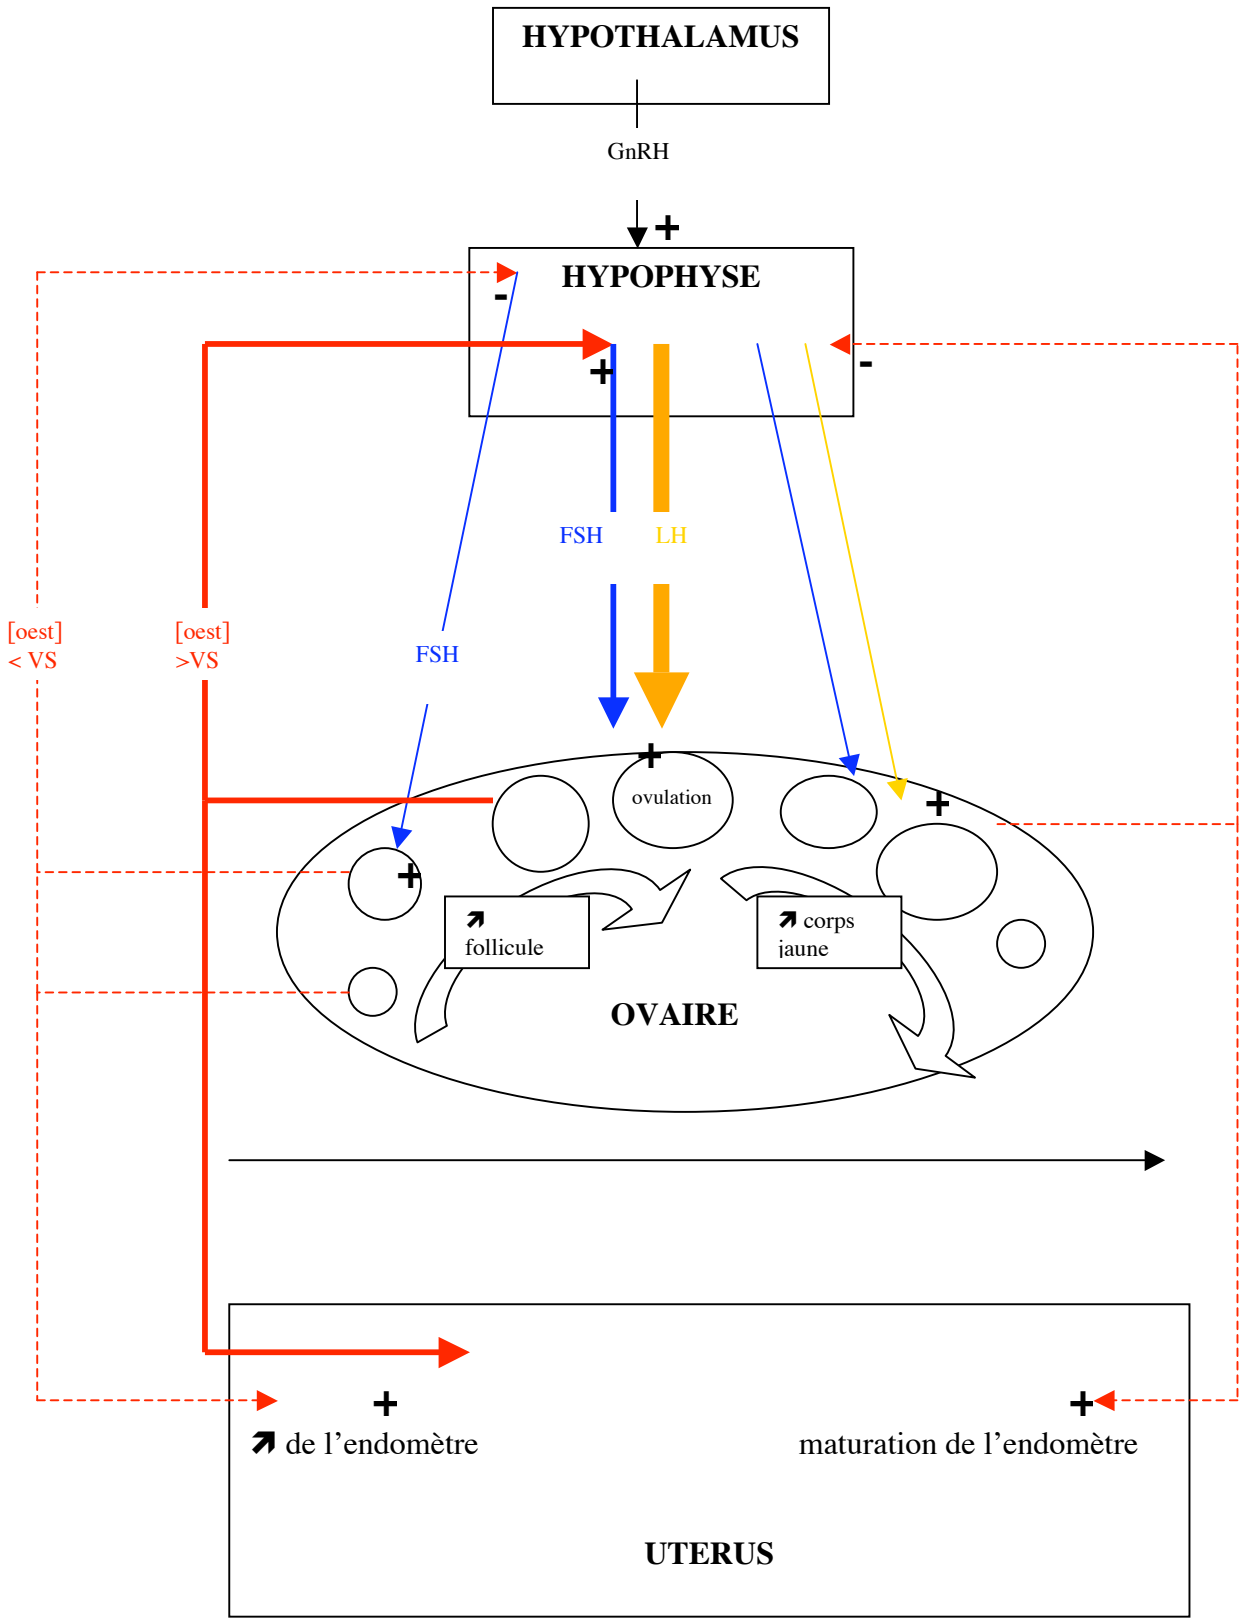 HYPOTHALAMUS
GnRH
+
HYPOPHYSE
-
+
-
FSH
LH
[oest]
< VS
[oest]
>VS
FSH
+
ovulation
+
+
↗
follicule
↗ corps
jaune
OVAIRE
+
+
↗ de l’endomètre
maturation de l’endomètre
UTERUS